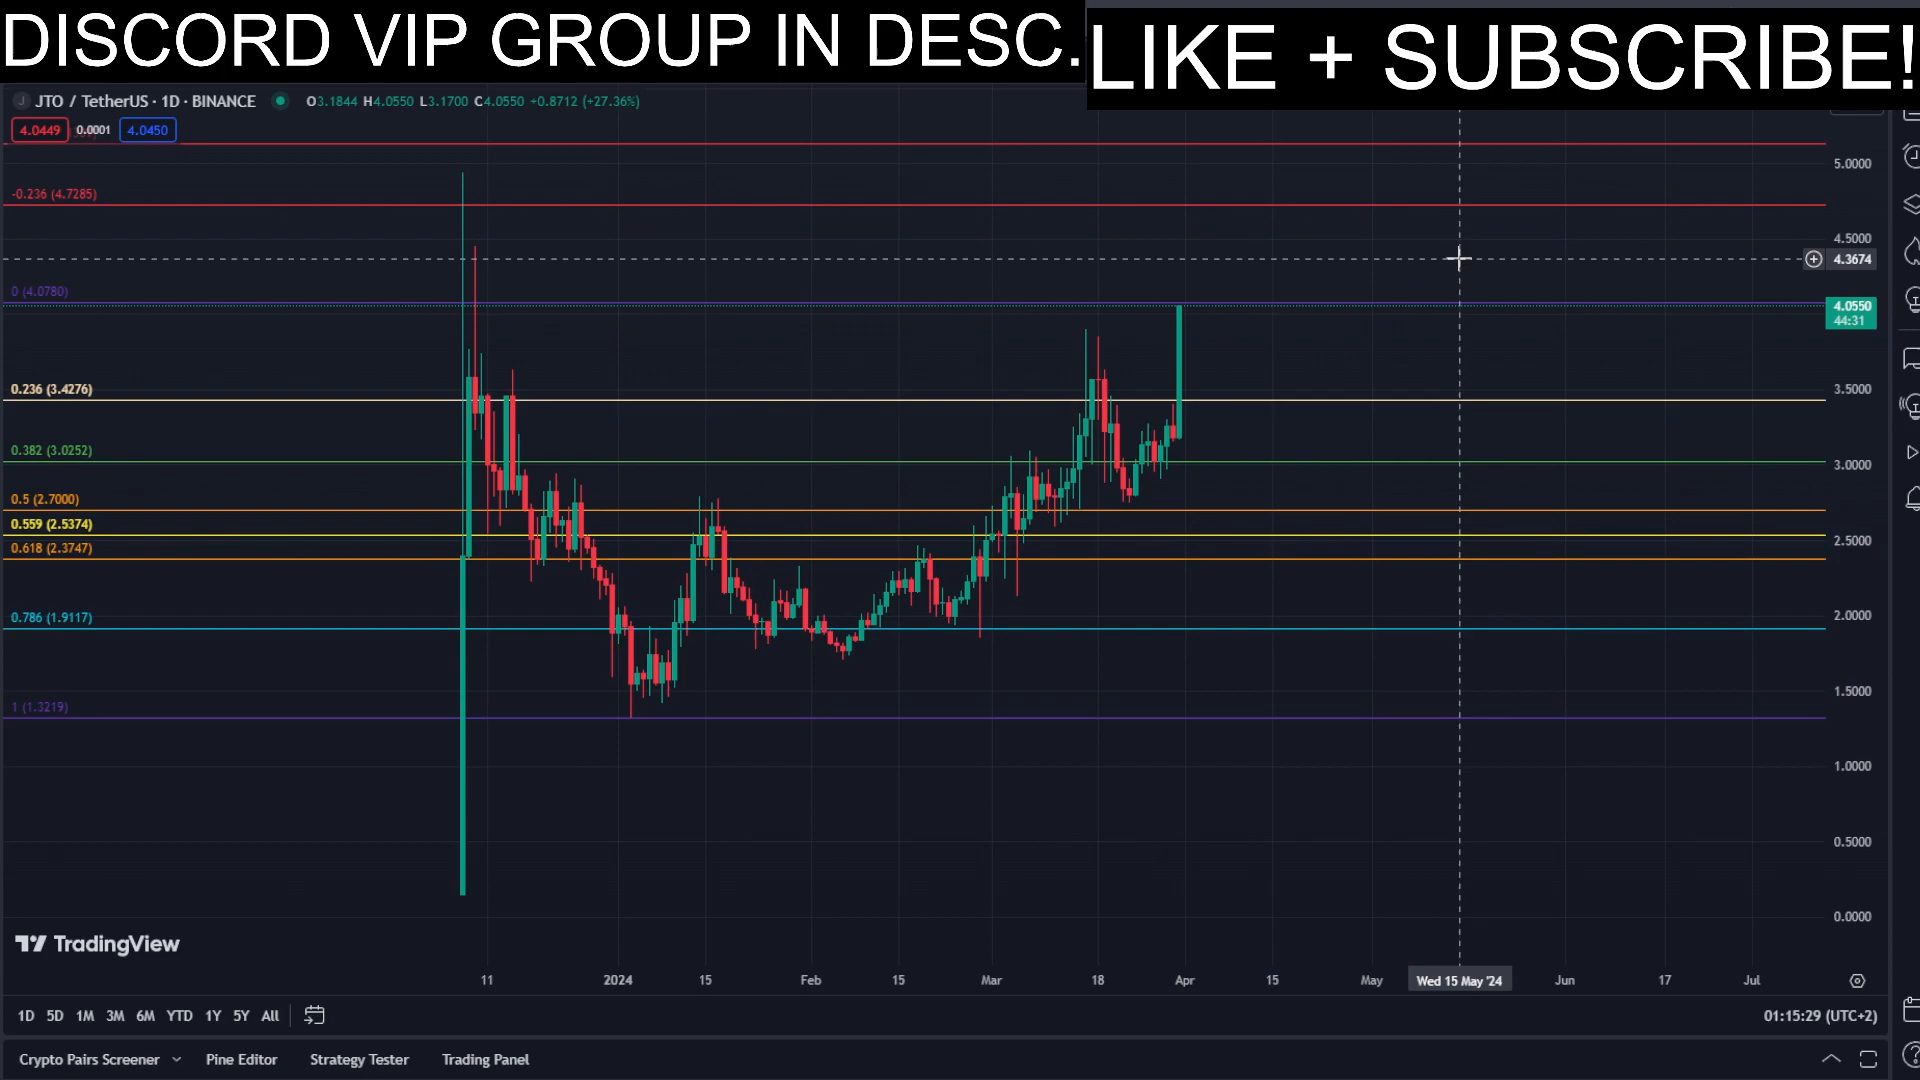 DISCORD VIP GROUP IN DESC.
LIKE + SUBSCRIBE!
J JTO / TetherUS · 1D · BINANCE O3.1844 H4.0550 L3.1700 C4.0550 +0.8712 (+27.36%)
4.0449 0.0001 4.0450
5.0000
-0.236 (4.7285)
4.5000
4.3674
0 (4.0780)
4.0550
44:31
0.236 (3.4276)
3.5000
0.382 (3.0252)
3.0000
0.5 (2.7000)
0.559 (2.5374)
2.5000
0.618 (2.3747)
0.786 (1.9117)
2.0000
1.5000
1 (1.3219)
1.0000
0.5000
0.0000
TradingView
11 2024 15 Feb 15 Mar 18 Apr 15 May Wed 15 May '24 Jun 17 Jul
1D 5D 1M 3M 6M YTD 1Y 5Y All 01:15:29 (UTC+2)
Crypto Pairs Screener Pine Editor Strategy Tester Trading Panel